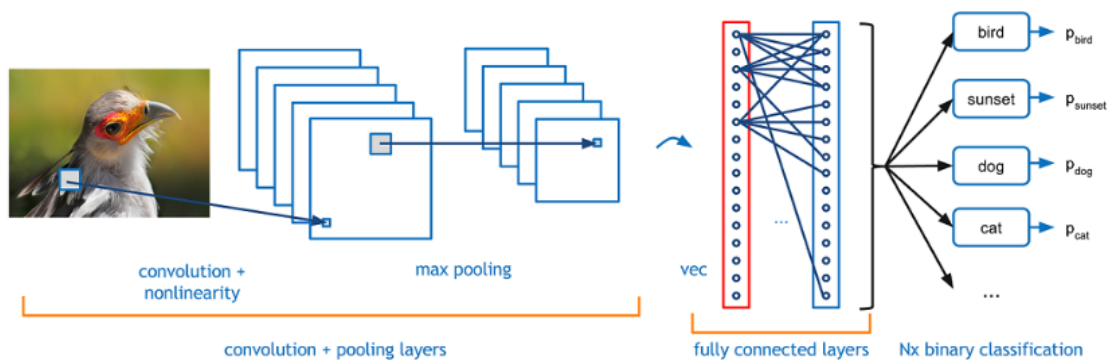 bird
p_bird
sunset
p_sunset
dog
p_dog
cat
p_cat
...
...
convolution +
nonlinearity
max pooling
vec
convolution + pooling layers
fully connected layers
Nx binary classification